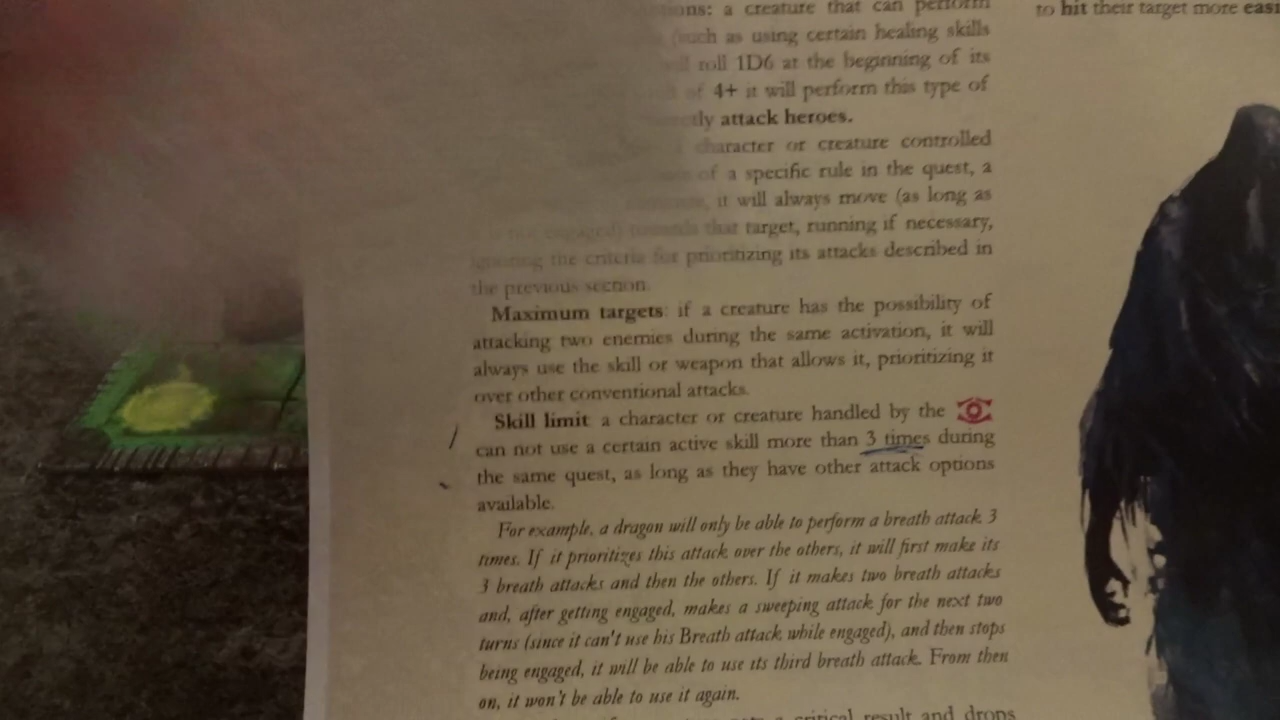 ons: a creature that can perform
(such as using certain healing skills
roll 1D6 at the beginning of its
of 4+ it will perform this type of
attack heroes.
character or creature controlled
of a specific rule in the quest, a
it will always move (as long as
is not engaged) towards that target, running if necessary,
ignoring the criteria for prioritizing its attacks described in
the previous section.
Maximum targets: if a creature has the possibility of
attacking two enemies during the same activation, it will
always use the skill or weapon that allows it, prioritizing it
over other conventional attacks.
Skill limit a character or creature handled by the
can not use a certain active skill more than 3 times during
the same quest, as long as they have other attack options
available.
For example, a dragon will only be able to perform a breath attack 3
times. If it prioritizes this attack over the others, it will first make its
3 breath attacks and then the others. If it makes two breath attacks
and, after getting engaged, makes a sweeping attack for the next two
turns (since it can't use his Breath attack while engaged), and then stops
being engaged, it will be able to use its third breath attack. From then
on, it won't be able to use it again.
a critical result and drops
to hit their target more easi